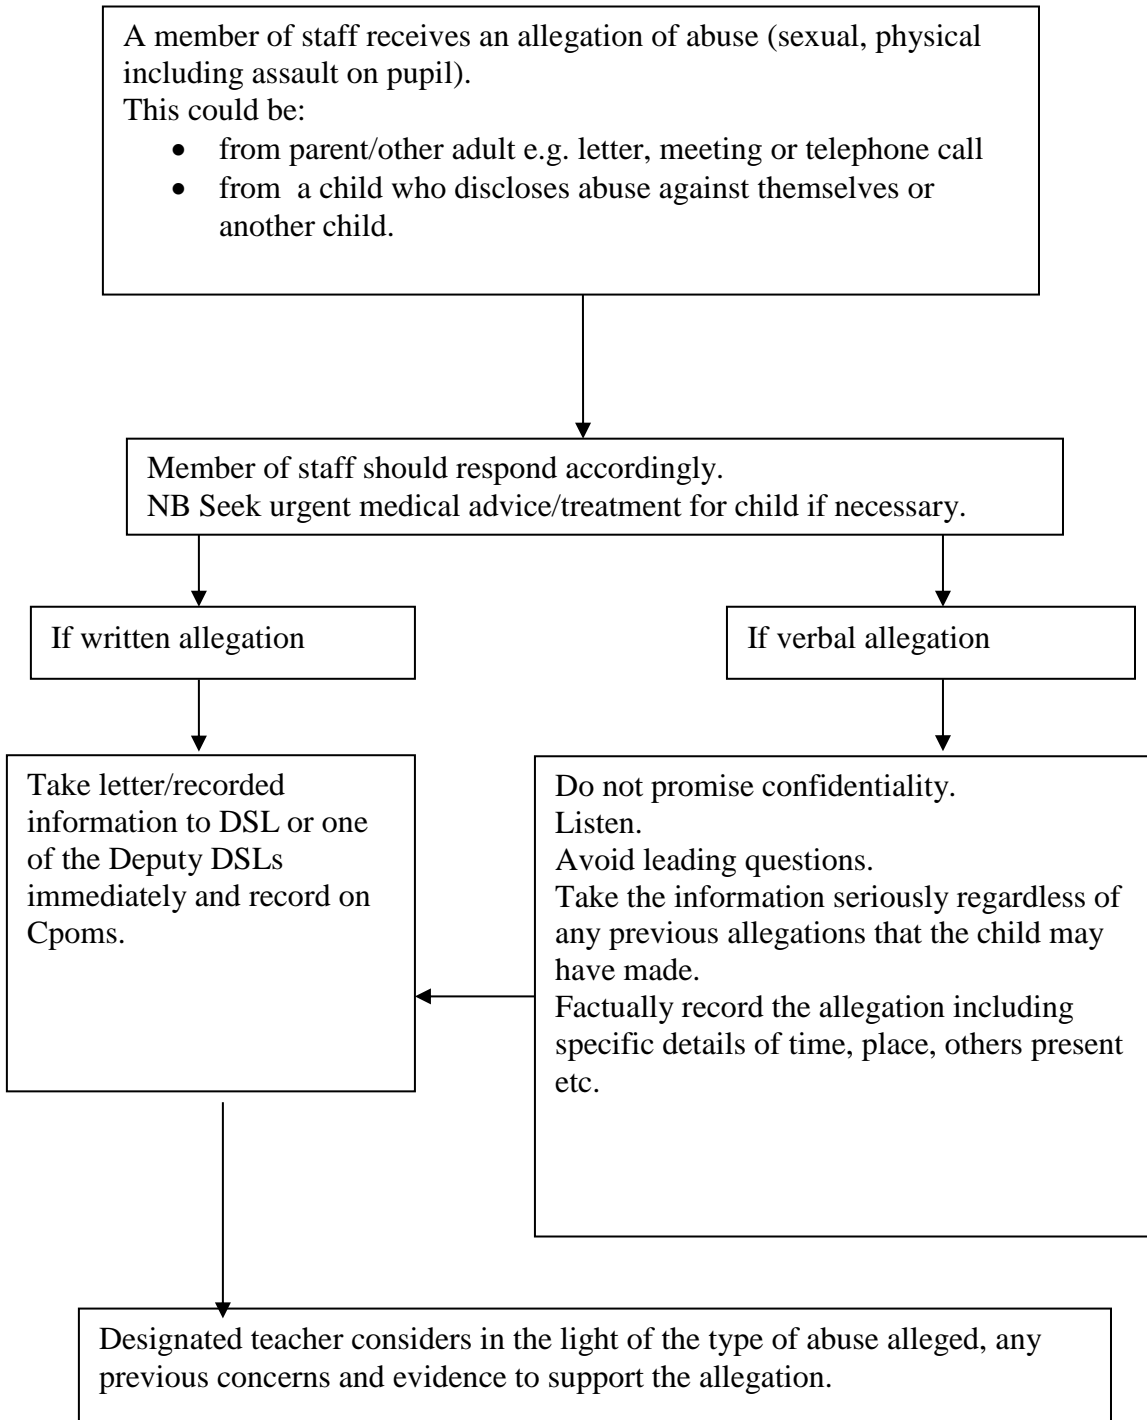 A member of staff receives an allegation of abuse (sexual, physical
including assault on pupil).
This could be:
• from parent/other adult e.g. letter, meeting or telephone call
• from a child who discloses abuse against themselves or
another child.
Member of staff should respond accordingly.
NB Seek urgent medical advice/treatment for child if necessary.
If written allegation
If verbal allegation
Take letter/recorded
information to DSL or one
of the Deputy DSLs
immediately and record on
Cpoms.
Do not promise confidentiality.
Listen.
Avoid leading questions.
Take the information seriously regardless of
any previous allegations that the child may
have made.
Factually record the allegation including
specific details of time, place, others present
etc.
Designated teacher considers in the light of the type of abuse alleged, any
previous concerns and evidence to support the allegation.